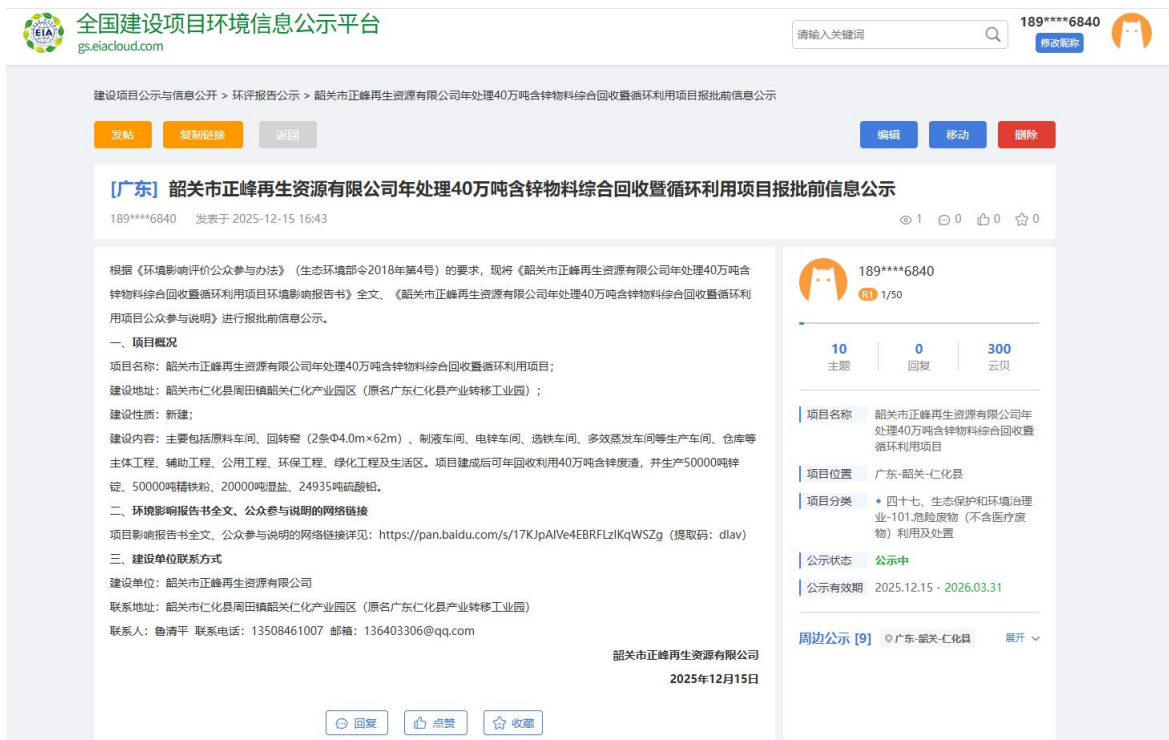 全国建设项目环境信息公示平台
gs.eiacloud.com
EIA
请输入关键词
189****6840
修改昵称
建设项目公示与信息公开 > 环评报告公示 > 韶关市正峰再生资源有限公司年处理40万吨含锌物料综合回收暨循环利用项目报批前信息公示
发帖 复制链接 返回 编辑 移动 删除
[广东] 韶关市正峰再生资源有限公司年处理40万吨含锌物料综合回收暨循环利用项目报批前信息公示
189****6840 发表于 2025-12-15 16:43
1 0 0 0
根据《环境影响评价公众参与办法》（生态环境部令2018年第4号）的要求，现将《韶关市正峰再生资源有限公司年处理40万吨含
锌物料综合回收暨循环利用项目环境影响报告书》全文、《韶关市正峰再生资源有限公司年处理40万吨含锌物料综合回收暨循环利
用项目公众参与说明》进行报批前信息公示。
一、项目概况
项目名称：韶关市正峰再生资源有限公司年处理40万吨含锌物料综合回收暨循环利用项目；
建设地址：韶关市仁化县周田镇韶关仁化产业园区（原名广东仁化县产业转移工业园）；
建设性质：新建；
建设内容：主要包括原料车间、回转窑（2条Φ4.0m×62m）、制液车间、电锌车间、选铁车间、多效蒸发车间等生产车间、仓库等
主体工程、辅助工程、公用工程、环保工程、绿化工程及生活区。项目建成后可年回收利用40万吨含锌废渣，并生产50000吨锌
锭、50000吨精铁粉、20000吨湿盐、24935吨硫酸铅。
二、环境影响报告书全文、公众参与说明的网络链接
项目影响报告书全文、公众参与说明的网络链接详见：https://pan.baidu.com/s/17KJpAlVe4EBRFLzlKqWSZg（提取码：dlav）
三、建设单位联系方式
建设单位：韶关市正峰再生资源有限公司
联系地址：韶关市仁化县周田镇韶关仁化产业园区（原名广东仁化县产业转移工业园）
联系人：鲁清平 联系电话：13508461007 邮箱：136403306@qq.com
韶关市正峰再生资源有限公司
2025年12月15日
回复 点赞 收藏
189****6840
R1 1/50
10 0 300
主题 回复 云贝
项目名称 韶关市正峰再生资源有限公司年
处理40万吨含锌物料综合回收暨
循环利用项目
项目位置 广东-韶关-仁化县
项目分类 四十七、生态保护和环境治理
业-101.危险废物（不含医疗废
物）利用及处置
公示状态 公示中
公示有效期 2025.12.15 - 2026.03.31
周边公示 [9] 广东-韶关-仁化县 展开